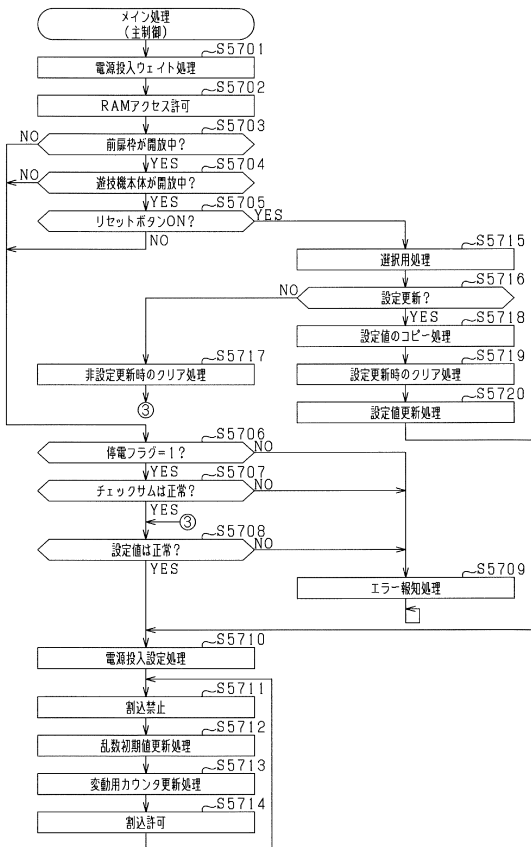 メイン処理
(主制御)
S5701
電源投入ウェイト処理
S5702
RAMアクセス許可
S5703
NO
前扉枠が開放中?
YES
S5704
NO
遊技機本体が開放中?
YES
S5705
リセットボタンON?
YES
NO
S5715
選択用処理
S5716
NO
設定更新?
YES
S5718
設定値のコピー処理
S5717
非設定更新時のクリア処理
S5719
設定更新時のクリア処理
③
S5720
設定値更新処理
S5706
停電フラグ=1?
NO
YES
S5707
チェックサムは正常?
NO
YES
③
S5708
設定値は正常?
NO
YES
S5709
エラー報知処理
S5710
電源投入設定処理
S5711
割込禁止
S5712
乱数初期値更新処理
S5713
変動用カウンタ更新処理
S5714
割込許可